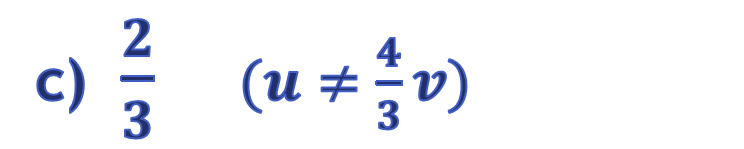 c) 2/3 (u ≠ 4/3 v)